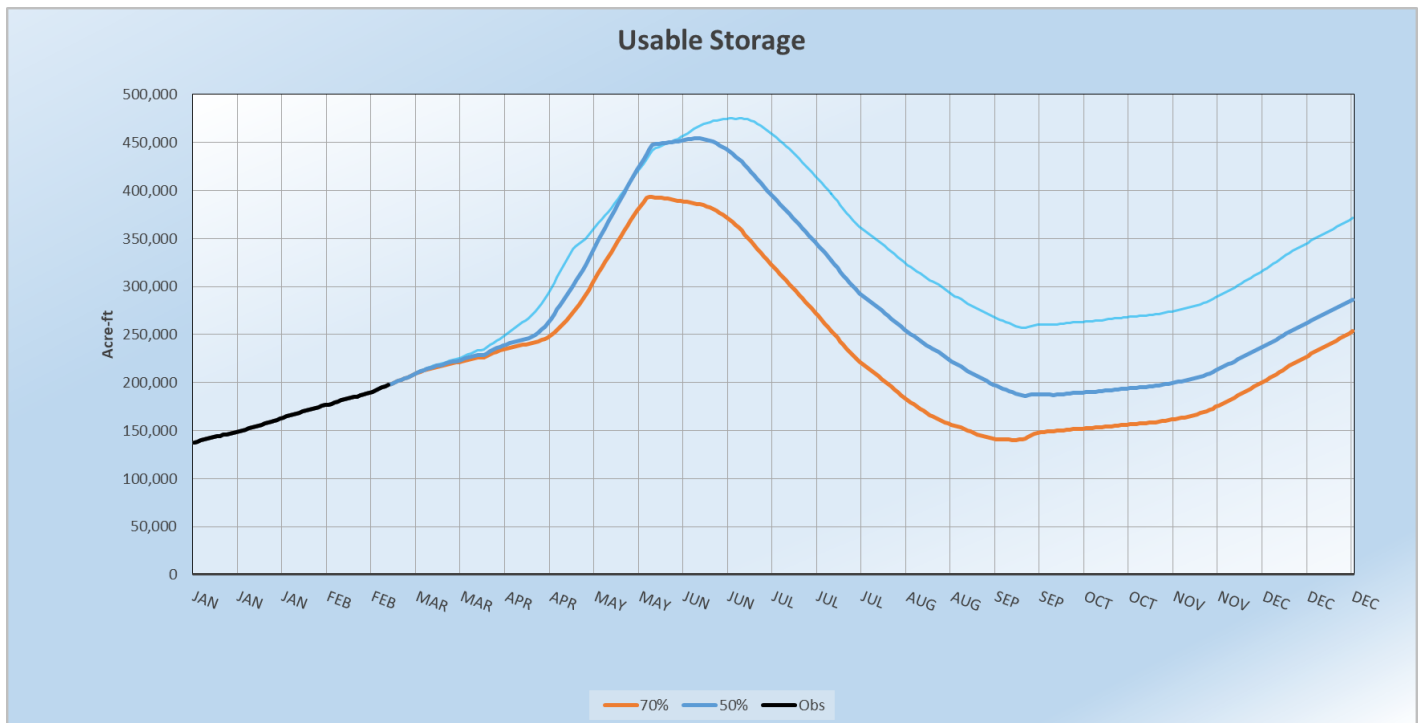 Usable Storage
500,000
450,000
400,000
350,000
300,000
250,000
200,000
150,000
100,000
50,000
0
Acre-ft
JAN JAN JAN FEB FEB MAR MAR APR APR MAY MAY JUN JUN JUL JUL JUL AUG AUG SEP SEP OCT OCT NOV NOV DEC DEC DEC
70% 50% Obs